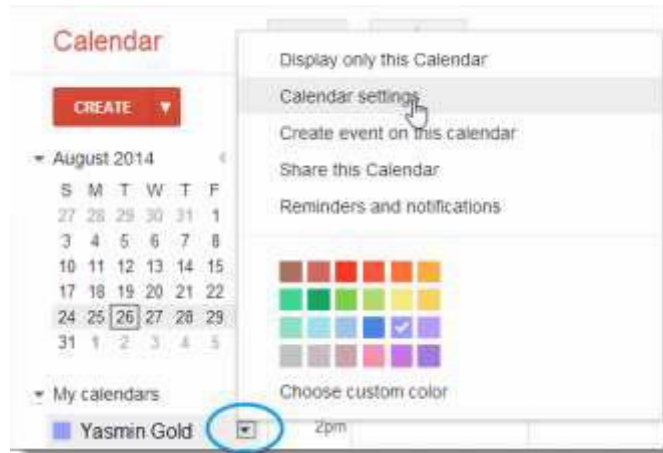 Calendar
CREATE
August 2014
S M T W T F
27 28 29 30 31 1
3 4 5 6 7 8
10 11 12 13 14 15
17 18 19 20 21 22
24 25 26 27 28 29
31 1 2 3 4 5
My calendars
Yasmin Gold
Display only this Calendar
Calendar settings
Create event on this calendar
Share this Calendar
Reminders and notifications
Choose custom color
2pm